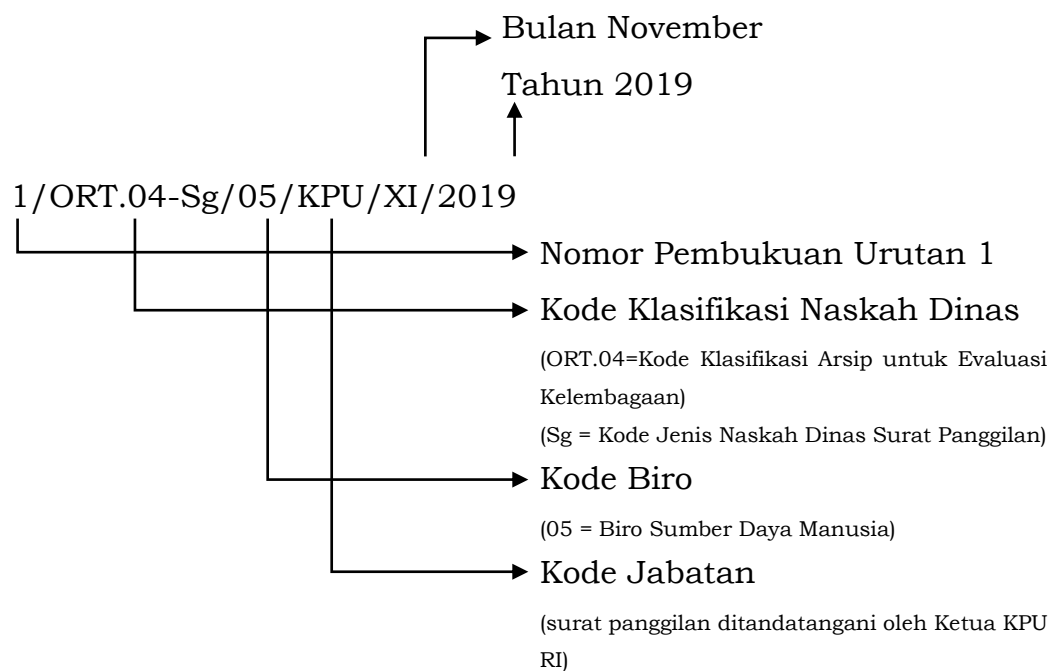 Bulan November
Tahun 2019
1/ORT.04-Sg/05/KPU/XI/2019
Nomor Pembukuan Urutan 1
Kode Klasifikasi Naskah Dinas
(ORT.04=Kode Klasifikasi Arsip untuk Evaluasi
Kelembagaan)
(Sg = Kode Jenis Naskah Dinas Surat Panggilan)
Kode Biro
(05 = Biro Sumber Daya Manusia)
Kode Jabatan
(surat panggilan ditandatangani oleh Ketua KPU
RI)